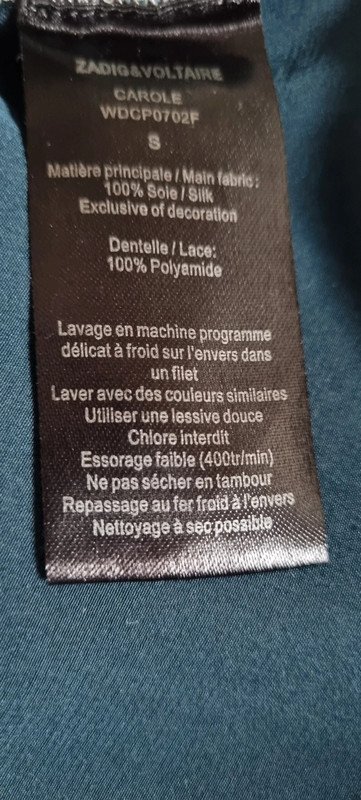 ZADIG&VOLTAIRE
CAROLE
WDCP0702F
S
Matière principale / Main fabric :
100% Soie / Silk
Exclusive of decoration
Dentelle / Lace:
100% Polyamide
Lavage en machine programme
délicat à froid sur l'envers dans
un filet
Laver avec des couleurs similaires
Utiliser une lessive douce
Chlore interdit
Essorage faible (400tr/min)
Ne pas sécher en tambour
Repassage au fer froid à l'envers
Nettoyage à sec possible